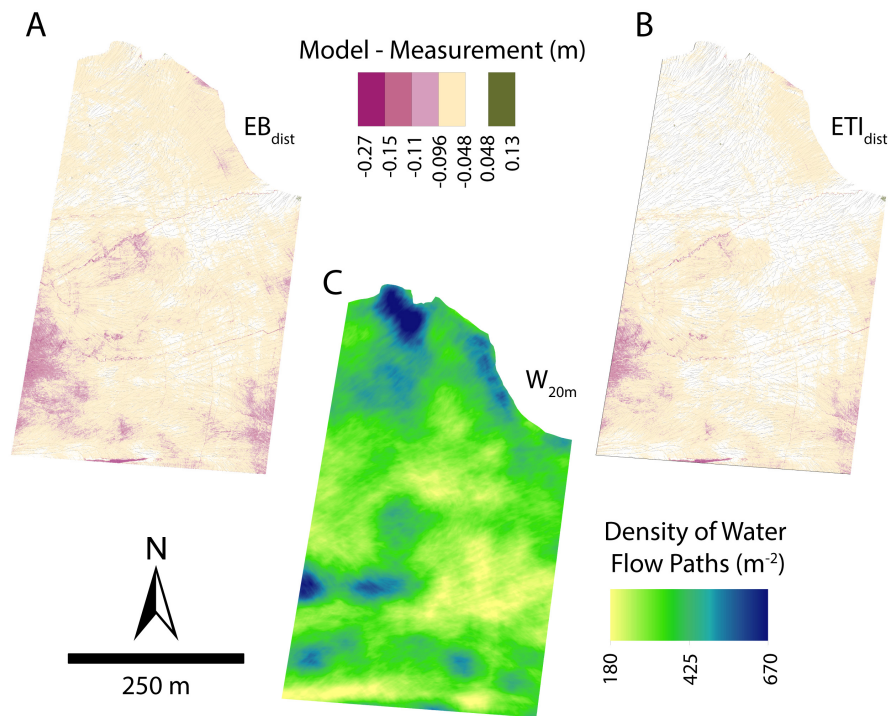 A
B
Model - Measurement (m)
EB dist
ETI dist
-0.27
-0.15
-0.11
-0.096
-0.048
0.048
0.13
C
W 20m
N
250 m
Density of Water
Flow Paths (m-2)
180
425
670